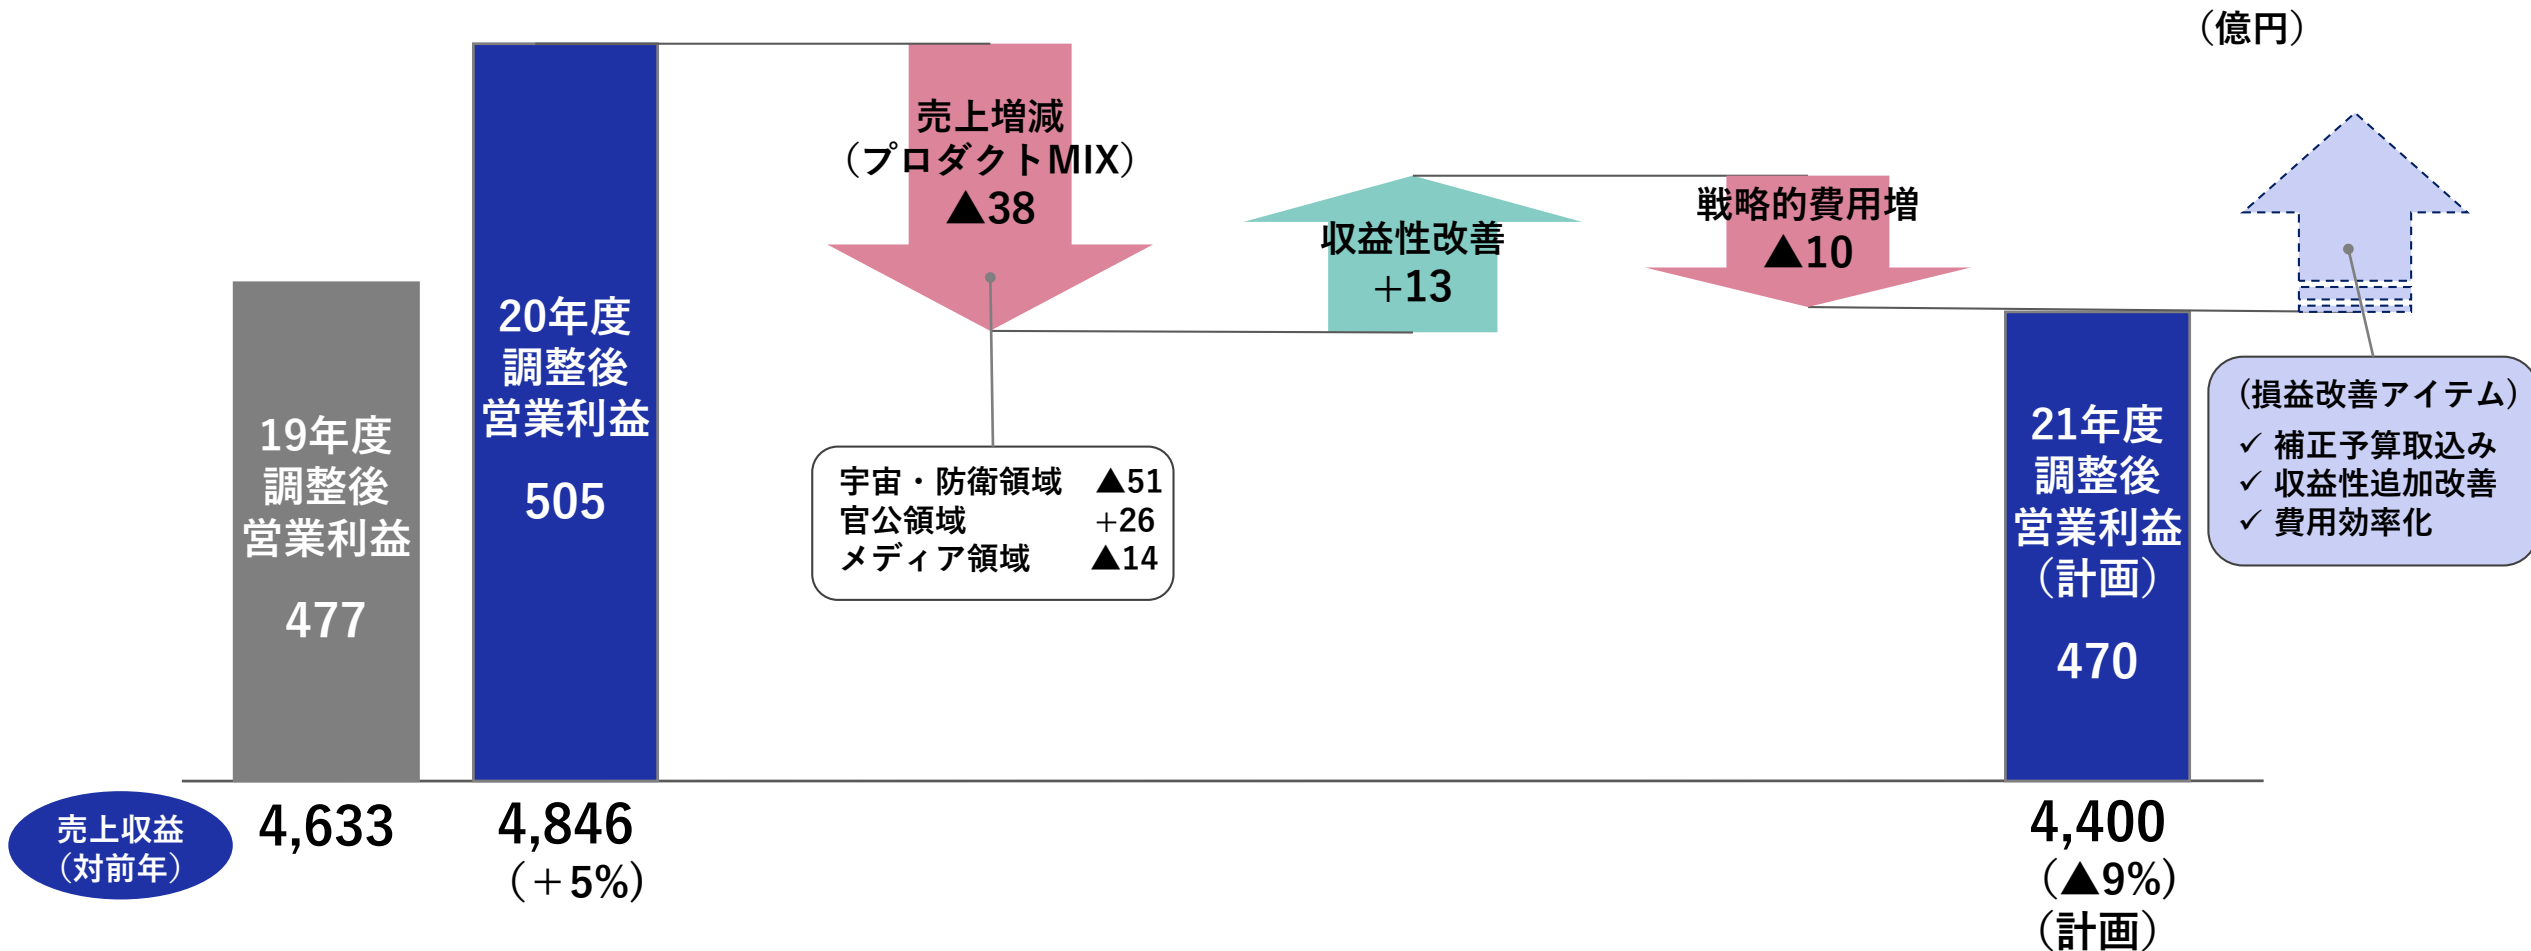 （億円）
19年度
調整後
営業利益
477
20年度
調整後
営業利益
505
売上増減
（プロダクトMIX）
▲38
宇宙・防衛領域　▲51
官公領域　+26
メディア領域　▲14
収益性改善
+13
戦略的費用増
▲10
21年度
調整後
営業利益
（計画）
470
(損益改善アイテム）
✓ 補正予算取込み
✓ 収益性追加改善
✓ 費用効率化
売上収益
（対前年）
4,633
4,846
（＋5%）
4,400
（▲9%）
（計画）